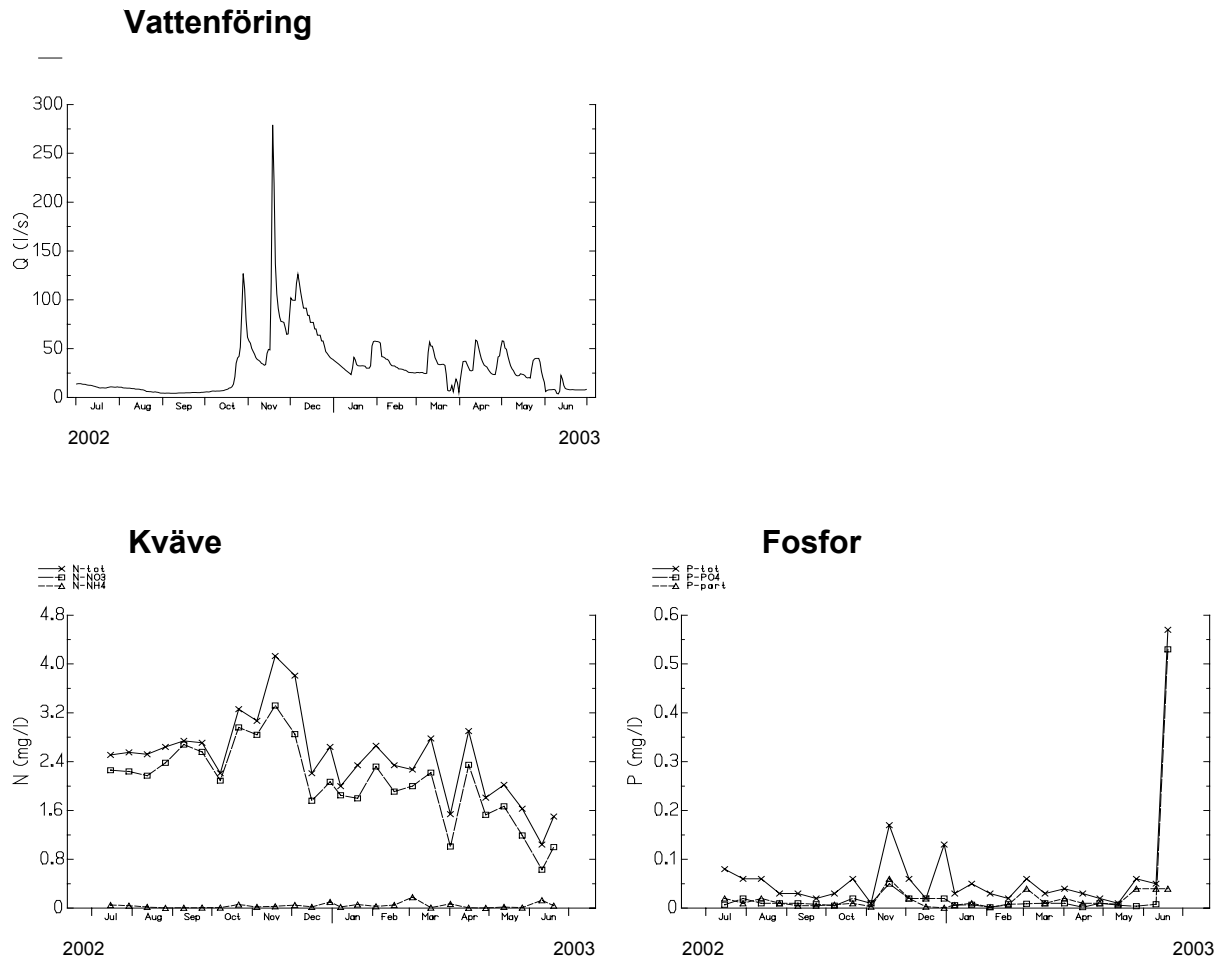 Vattenföring
300
250
200
150
100
50
0
Q (l/s)
Jul Aug Sep Oct Nov Dec Jan Feb Mar Apr May Jun
2002 2003
Kväve
N-tot
N-NO3
N-NH4
4.8
4.0
3.2
2.4
1.6
0.8
0
N (mg/l)
Jul Aug Sep Oct Nov Dec Jan Feb Mar Apr May Jun
2002 2003
Fosfor
P-tot
P-PO4
P-part
0.6
0.5
0.4
0.3
0.2
0.1
0
P (mg/l)
Jul Aug Sep Oct Nov Dec Jan Feb Mar Apr May Jun
2002 2003